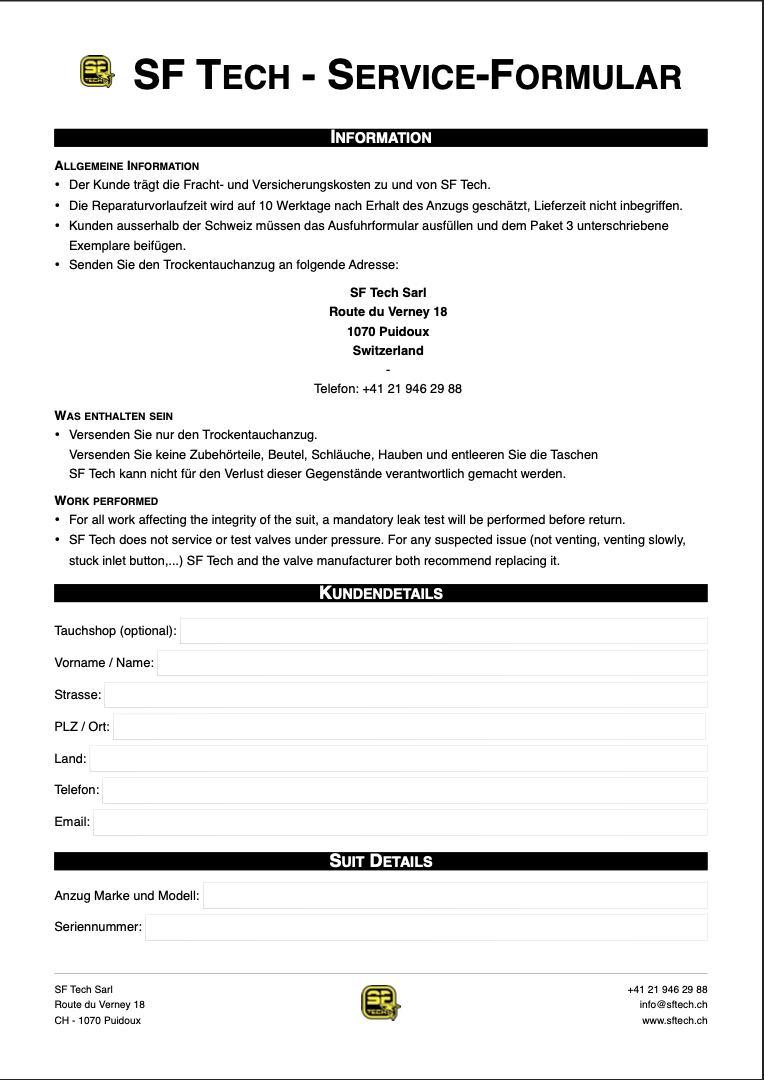 SF TECH
SF TECH - SERVICE-FORMULAR
INFORMATION
ALLGEMEINE INFORMATION
• Der Kunde trägt die Fracht- und Versicherungskosten zu und von SF Tech.
• Die Reparaturvorlaufzeit wird auf 10 Werktage nach Erhalt des Anzugs geschätzt, Lieferzeit nicht inbegriffen.
• Kunden ausserhalb der Schweiz müssen das Ausfuhrformular ausfüllen und dem Paket 3 unterschriebene
Exemplare beifügen.
• Senden Sie den Trockentauchanzug an folgende Adresse:
SF Tech Sarl
Route du Verney 18
1070 Puidoux
Switzerland
-
Telefon: +41 21 946 29 88
WAS ENTHALTEN SEIN
• Versenden Sie nur den Trockentauchanzug.
Versenden Sie keine Zubehörteile, Beutel, Schläuche, Hauben und entleeren Sie die Taschen
SF Tech kann nicht für den Verlust dieser Gegenstände verantwortlich gemacht werden.
WORK PERFORMED
• For all work affecting the integrity of the suit, a mandatory leak test will be performed before return.
• SF Tech does not service or test valves under pressure. For any suspected issue (not venting, venting slowly,
stuck inlet button,...) SF Tech and the valve manufacturer both recommend replacing it.
KUNDENDETAILS
Tauchshop (optional):
Vorname / Name:
Strasse:
PLZ / Ort:
Land:
Telefon:
Email:
SUIT DETAILS
Anzug Marke und Modell:
Seriennummer:
SF Tech Sarl
Route du Verney 18
CH - 1070 Puidoux
SF TECH
+41 21 946 29 88
info@sftech.ch
www.sftech.ch